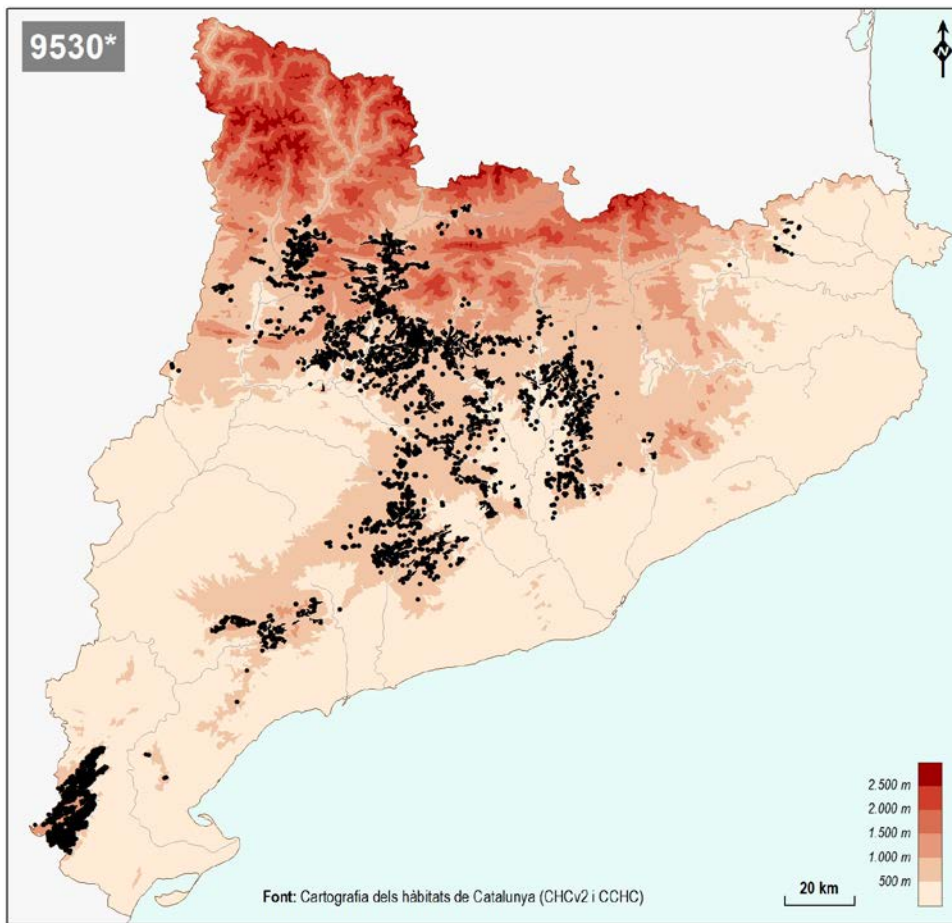 9530*
N
2.500 m
2.000 m
1.500 m
1.000 m
500 m
Font: Cartografia dels hàbitats de Catalunya (CHCv2 i CCHC)
20 km